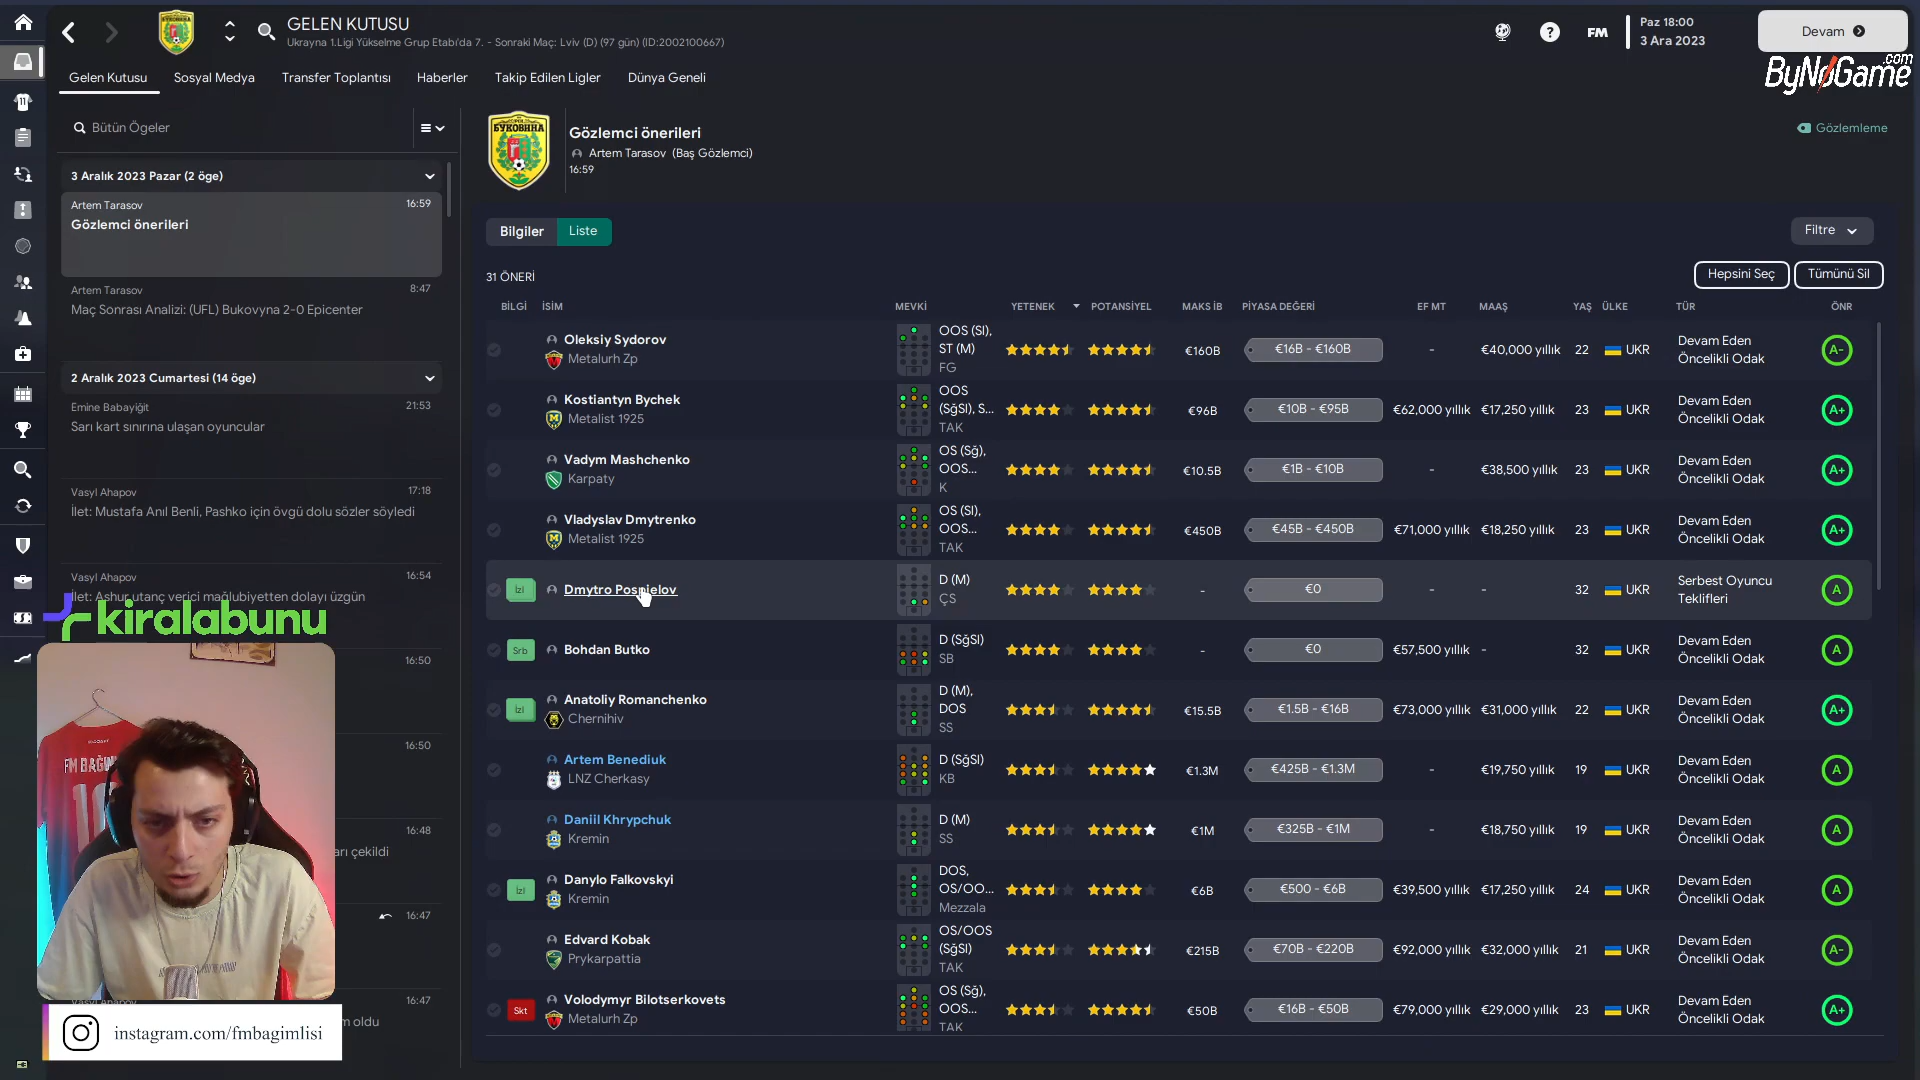 GELEN KUTUSU
Ukrayna 1.Ligi Yükselme Grup Etabı'da 7. - Sonraki Maç: Lviv (D) (97 gün) (ID:2002100667)
FM
Paz 18:00
3 Ara 2023
Devam
ByNoGame.com
Gelen Kutusu
Sosyal Medya
Transfer Toplantısı
Haberler
Takip Edilen Ligler
Dünya Geneli
Bütün Ögeler
3 Aralık 2023 Pazar (2 öge)
Artem Tarasov 16:59
Gözlemci önerileri
Artem Tarasov 8:47
Maç Sonrası Analizi: (UFL) Bukovyna 2-0 Epicenter
2 Aralık 2023 Cumartesi (14 öge)
Emine Babayiğit 21:53
Sarı kart sınırına ulaşan oyuncular
Vasyl Ahapov 17:18
İlet: Mustafa Anıl Benli, Pashko için övgü dolu sözler söyledi
Vasyl Ahapov 16:54
İlet: Ashur utanç verici mağlubiyetten dolayı üzgün
kiralabunu
16:50
16:50
16:48
16:47
16:47
instagram.com/fmbagimlisi
БУКОВИНА
Gözlemci önerileri
Artem Tarasov (Baş Gözlemci)
16:59
Gözlemleme
Bilgiler
Liste
Filtre
31 ÖNERİ
Hepsini Seç
Tümünü Sil
BİLGİ İSİM MEVKİ YETENEK POTANSİYEL MAKS İB PİYASA DEĞERİ EF MT MAAŞ YAŞ ÜLKE TÜR ÖNR
Oleksiy Sydorov
Metalurh Zp
OOS (Sl),
ST (M)
FG
€160B €16B - €160B - €40,000 yıllık 22 UKR
Devam Eden
Öncelikli Odak
A-
Kostiantyn Bychek
Metalist 1925
OOS
(SğSl), S...
TAK
€96B €10B - €95B €62,000 yıllık €17,250 yıllık 23 UKR
Devam Eden
Öncelikli Odak
A+
Vadym Mashchenko
Karpaty
OS (Sğ),
OOS...
K
€10.5B €1B - €10B - €38,500 yıllık 23 UKR
Devam Eden
Öncelikli Odak
A+
Vladyslav Dmytrenko
Metalist 1925
OS (Sl),
OOS...
TAK
€450B €45B - €450B €71,000 yıllık €18,250 yıllık 23 UKR
Devam Eden
Öncelikli Odak
A+
İzl
Dmytro Pospielov
D (M)
ÇS
- €0 - - 32 UKR
Serbest Oyuncu
Teklifleri
A
Srb
Bohdan Butko
D (SğSl)
SB
- €0 €57,500 yıllık - 32 UKR
Devam Eden
Öncelikli Odak
A
İzl
Anatoliy Romanchenko
Chernihiv
D (M),
DOS
SS
€15.5B €1.5B - €16B €73,000 yıllık €31,000 yıllık 22 UKR
Devam Eden
Öncelikli Odak
A+
Artem Benediuk
LNZ Cherkasy
D (SğSl)
KB
€1.3M €425B - €1.3M - €19,750 yıllık 19 UKR
Devam Eden
Öncelikli Odak
A
Daniil Khrypchuk
Kremin
D (M)
SS
€1M €325B - €1M - €18,750 yıllık 19 UKR
Devam Eden
Öncelikli Odak
A
İzl
Danylo Falkovskyi
Kremin
DOS,
OS/OO...
Mezzala
€6B €500 - €6B €39,500 yıllık €17,250 yıllık 24 UKR
Devam Eden
Öncelikli Odak
A
Edvard Kobak
Prykarpattia
OS/OOS
(SğSl)
TAK
€215B €70B - €220B €92,000 yıllık €32,000 yıllık 21 UKR
Devam Eden
Öncelikli Odak
A-
Skt
Volodymyr Bilotserkovets
Metalurh Zp
OS (Sğ),
OOS...
TAK
€50B €16B - €50B €79,000 yıllık €29,000 yıllık 23 UKR
Devam Eden
Öncelikli Odak
A+